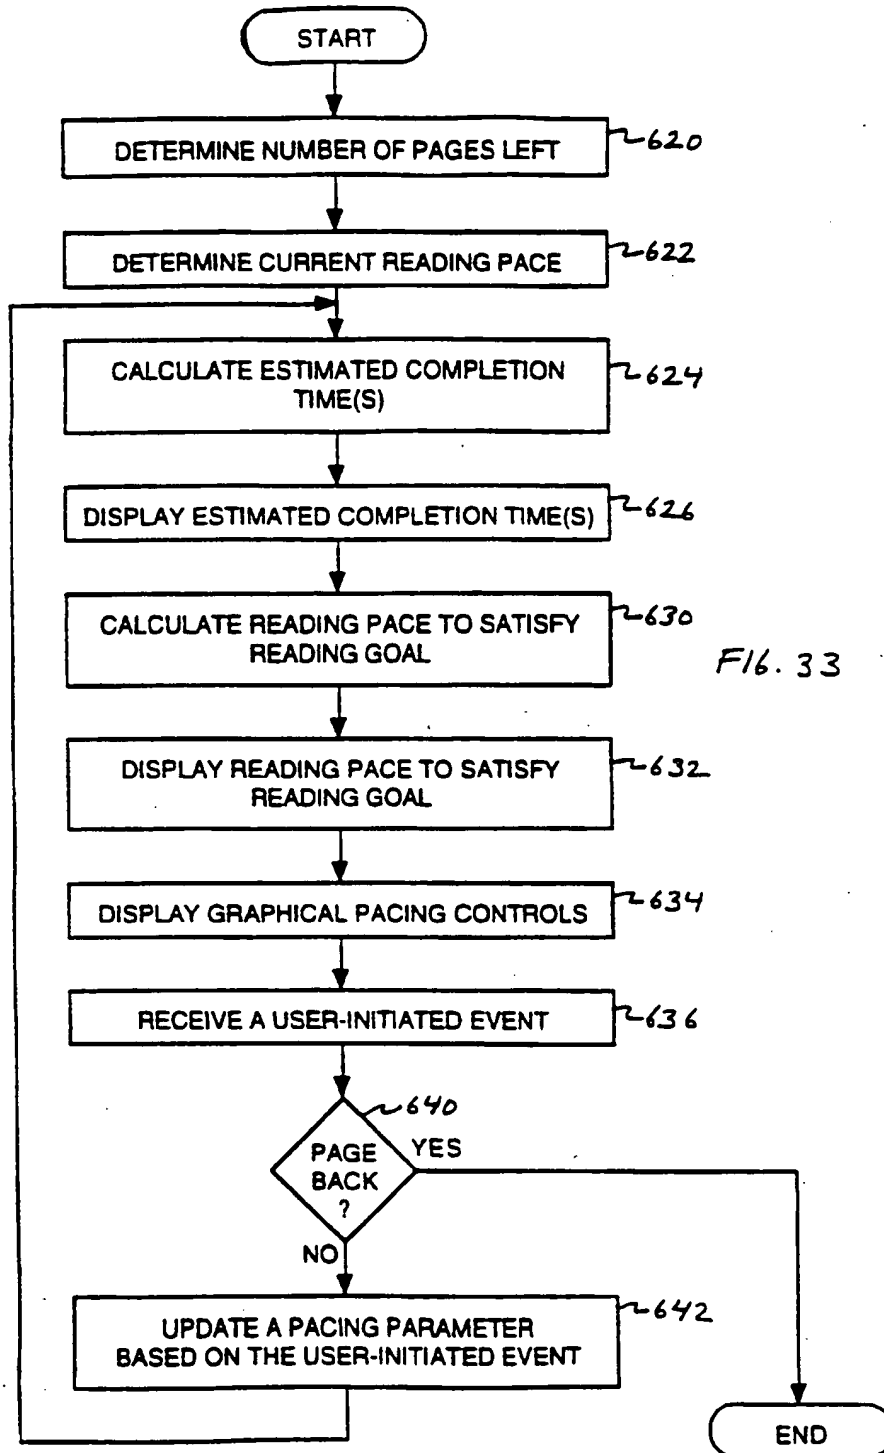 START
DETERMINE NUMBER OF PAGES LEFT
620
DETERMINE CURRENT READING PACE
622
CALCULATE ESTIMATED COMPLETION
TIME(S)
624
DISPLAY ESTIMATED COMPLETION TIME(S)
626
CALCULATE READING PACE TO SATISFY
READING GOAL
630
FIG. 33
DISPLAY READING PACE TO SATISFY
READING GOAL
632
DISPLAY GRAPHICAL PACING CONTROLS
634
RECEIVE A USER-INITIATED EVENT
636
640
PAGE
BACK
?
YES
NO
UPDATE A PACING PARAMETER
BASED ON THE USER-INITIATED EVENT
642
END